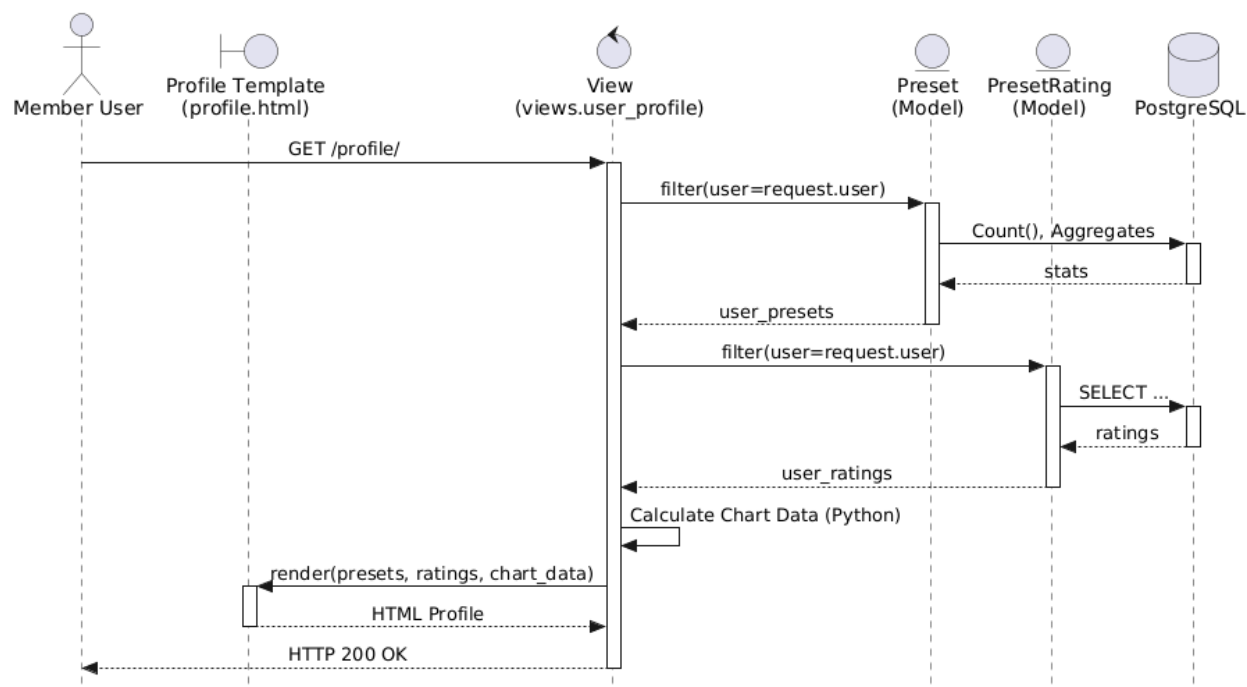 Member User
Profile Template
(profile.html)
View
(views.user_profile)
Preset
(Model)
PresetRating
(Model)
PostgreSQL
GET /profile/
filter(user=request.user)
Count(), Aggregates
stats
user_presets
filter(user=request.user)
SELECT ...
ratings
user_ratings
Calculate Chart Data (Python)
render(presets, ratings, chart_data)
HTML Profile
HTTP 200 OK